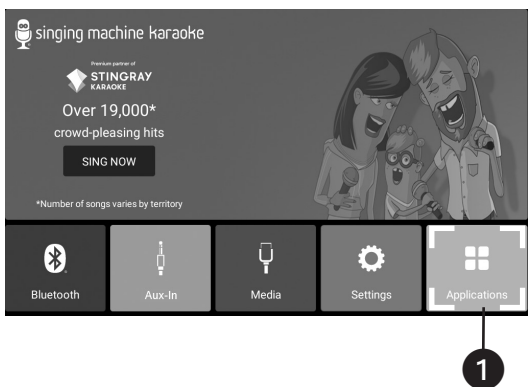 singing machine karaoke
Premium partner of
STINGRAY
KARAOKE
Over 19,000*
crowd-pleasing hits
SING NOW
*Number of songs varies by territory
Bluetooth
Aux-In
Media
Settings
Applications
1